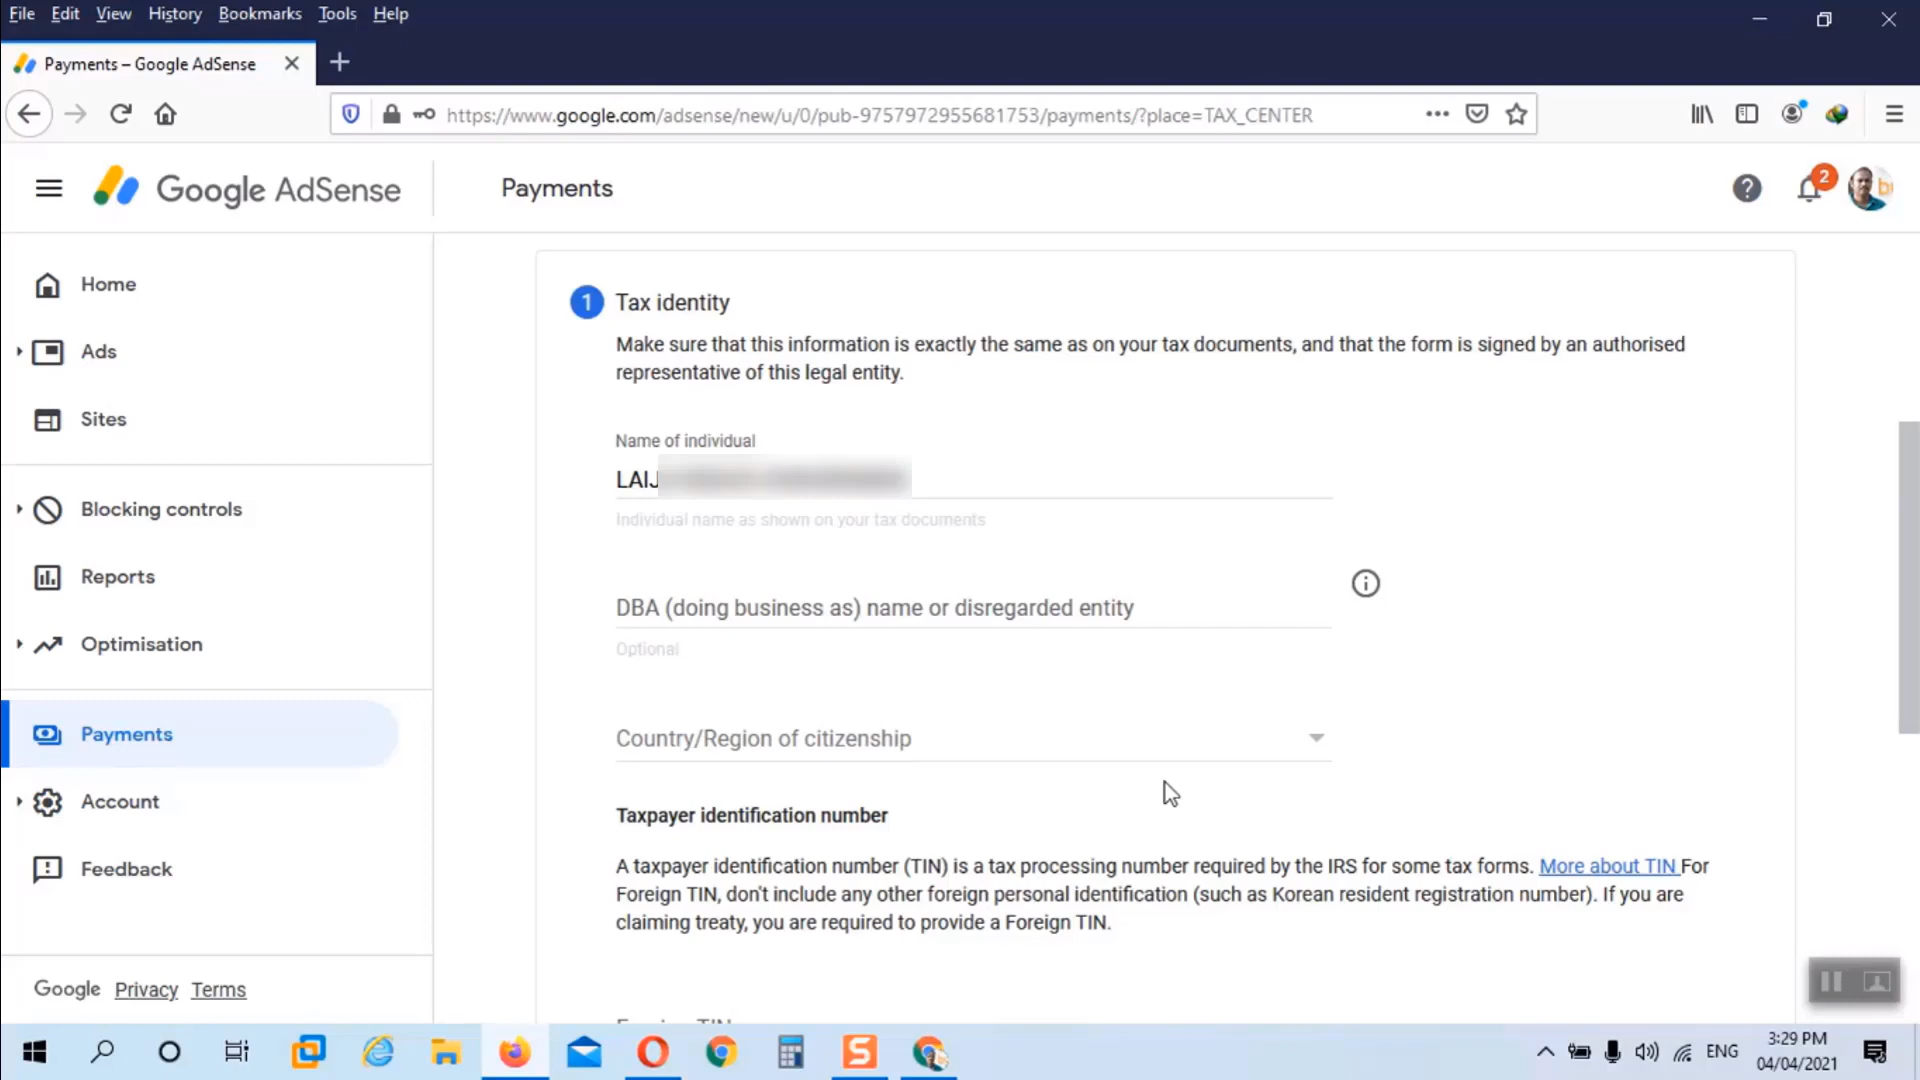 File Edit View History Bookmarks Tools Help
Payments – Google AdSense
https://www.google.com/adsense/new/u/0/pub-9757972955681753/payments/?place=TAX_CENTER
Google AdSense
Payments
2
Home
Ads
Sites
Blocking controls
Reports
Optimisation
Payments
Account
Feedback
Google Privacy Terms
1 Tax identity
Make sure that this information is exactly the same as on your tax documents, and that the form is signed by an authorised
representative of this legal entity.
Name of individual
LAIJ
Individual name as shown on your tax documents
DBA (doing business as) name or disregarded entity
Optional
Country/Region of citizenship
Taxpayer identification number
A taxpayer identification number (TIN) is a tax processing number required by the IRS for some tax forms. More about TIN For
Foreign TIN, don't include any other foreign personal identification (such as Korean resident registration number). If you are
claiming treaty, you are required to provide a Foreign TIN.
ENG
3:29 PM
04/04/2021